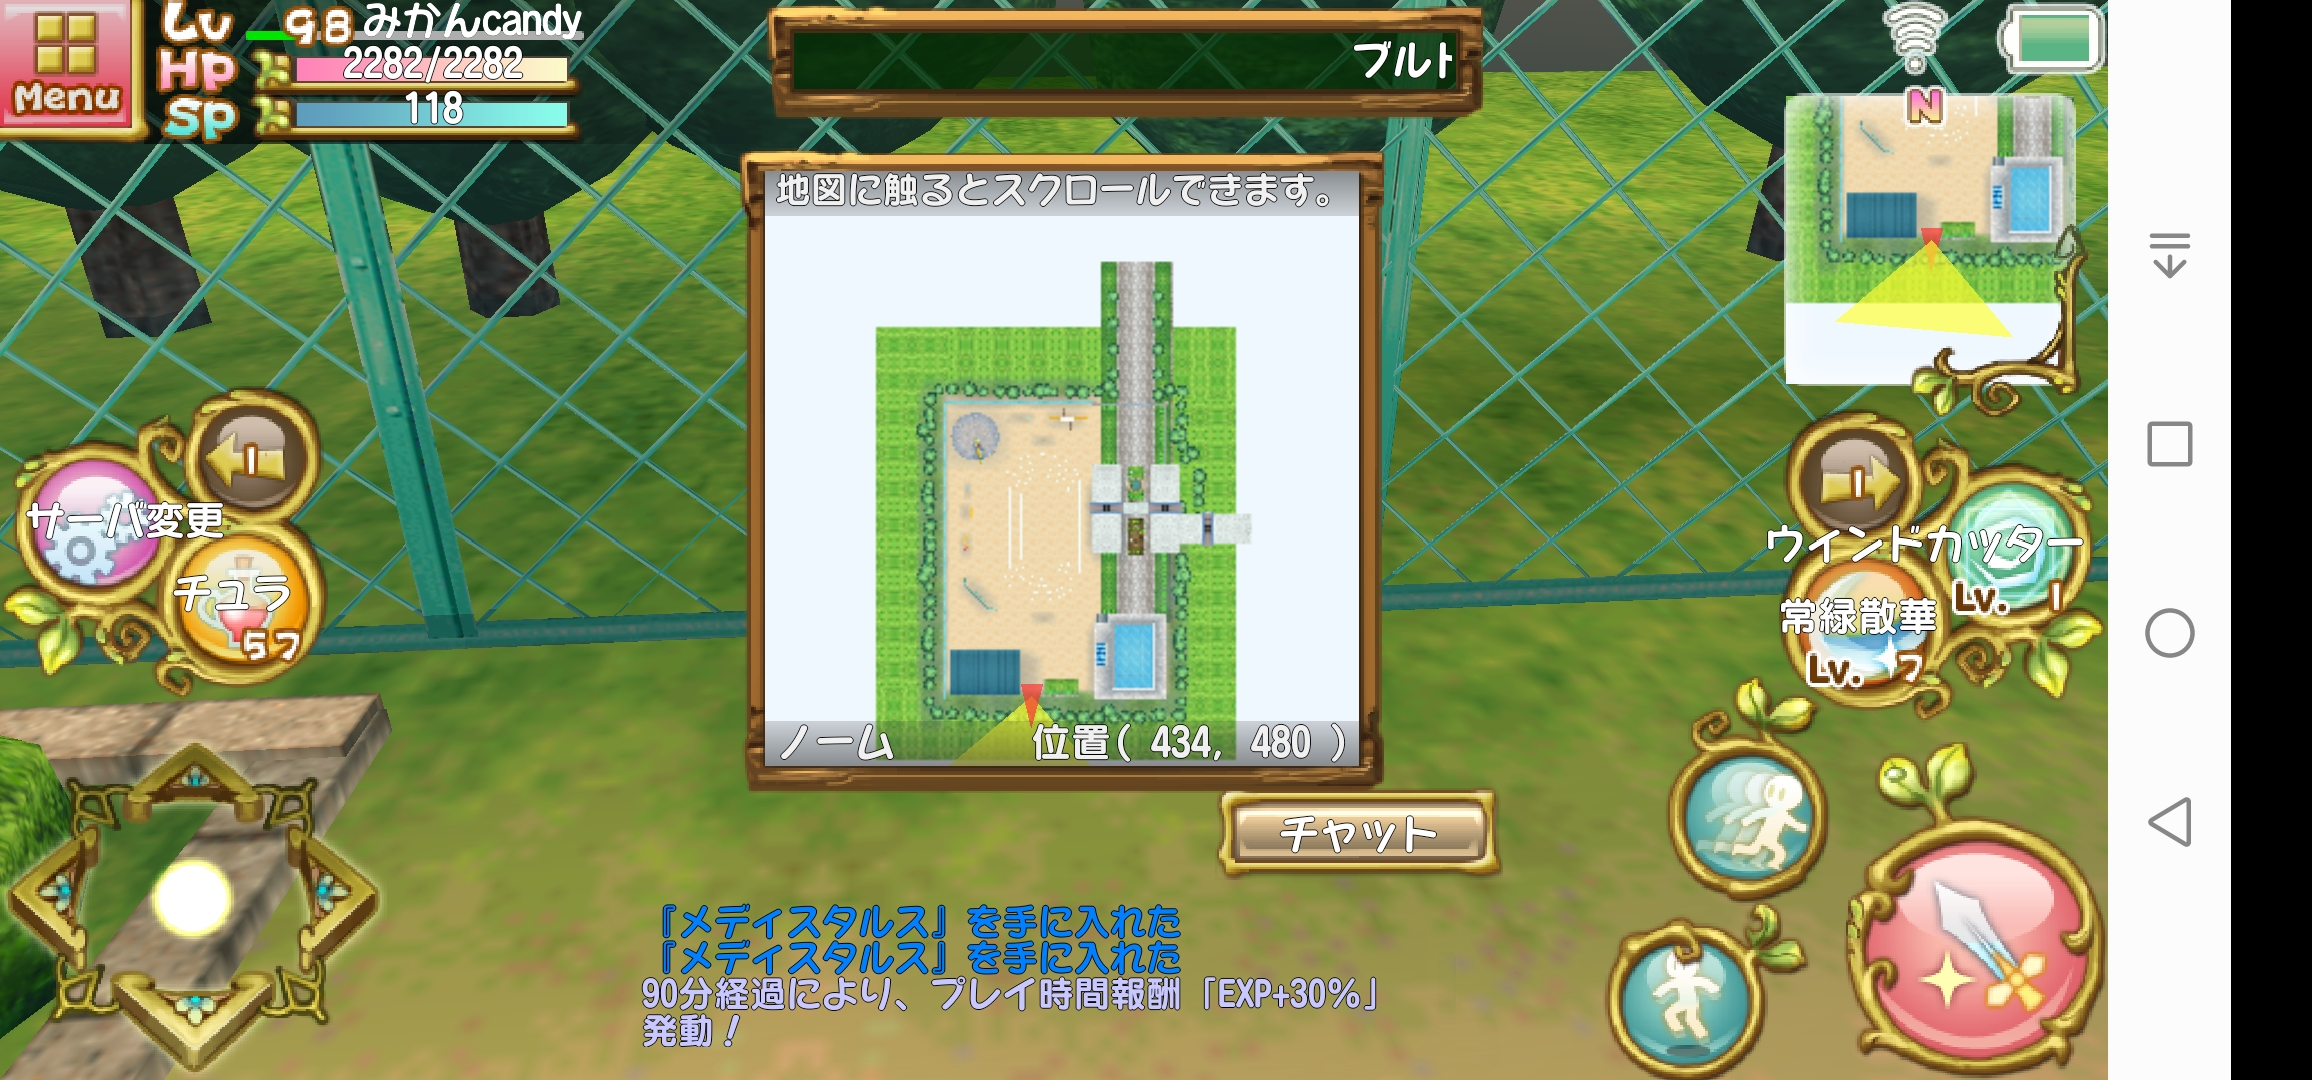 Menu
Lv 98 みかんcandy
Hp 2282/2282
Sp 118
ブルト
N
地図に触るとスクロールできます。
ノーム 位置( 434, 480 )
1
サーバ変更
チュラ
57
1
ウインドカッター
Lv. 1
常緑散華
Lv. 7
チャット
『メディスタルス』を手に入れた
『メディスタルス』を手に入れた
90分経過により、プレイ時間報酬「EXP+30%」
発動！